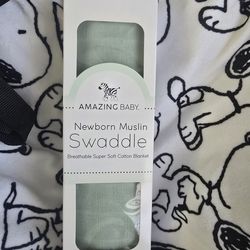 AMAZING BABY
Newborn Muslin
Swaddle
Breathable Super Soft Cotton Blanket